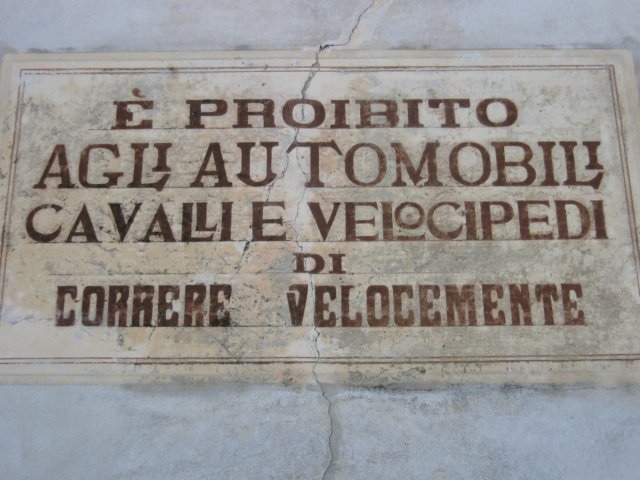 È PROIBITO
AGLI AUTOMOBILI
CAVALLI E VELOCIPEDI
DI
CORRERE VELOCEMENTE